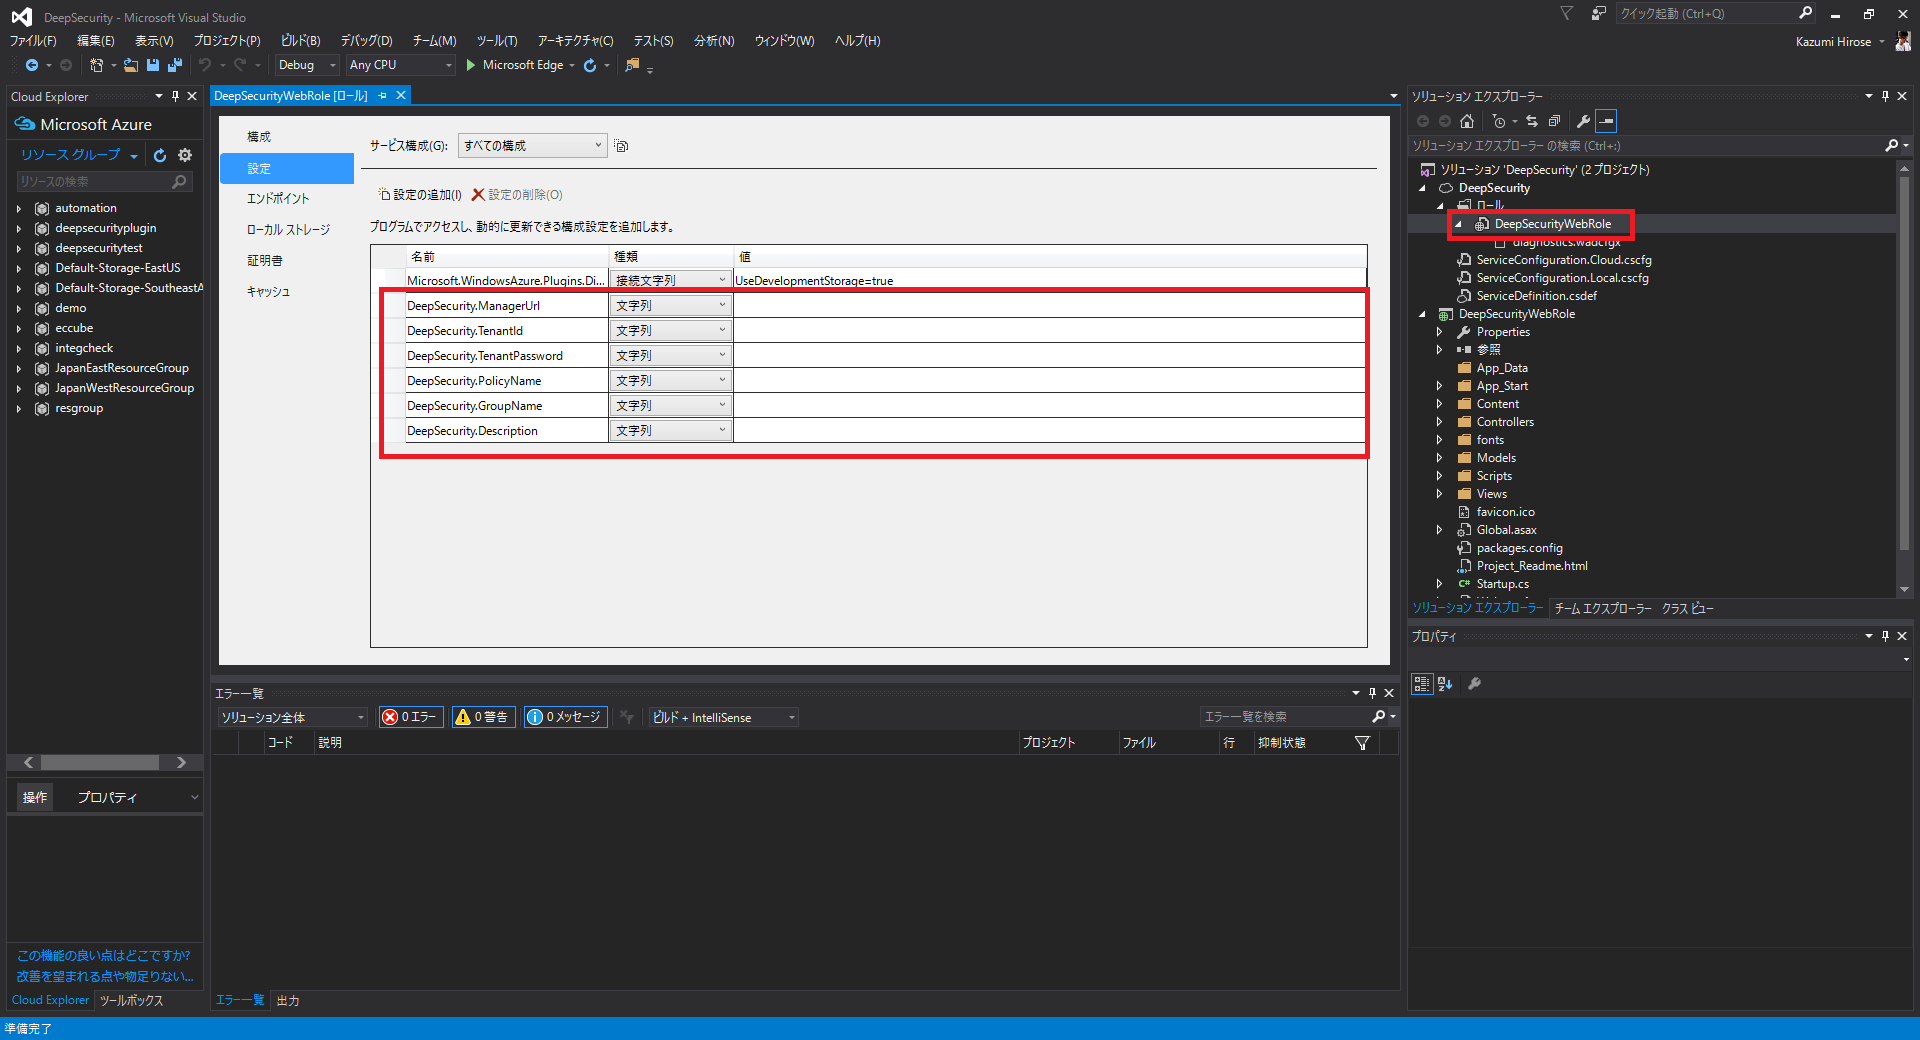 DeepSecurity - Microsoft Visual Studio
クイック起動 (Ctrl+Q)
ファイル(F) 編集(E) 表示(V) プロジェクト(P) ビルド(B) デバッグ(D) チーム(M) ツール(T) アーキテクチャ(C) テスト(S) 分析(N) ウィンドウ(W) ヘルプ(H)
Kazumi Hirose
Debug Any CPU Microsoft Edge
Cloud Explorer
Microsoft Azure
リソース グループ
リソースの検索
automation
deepsecurityplugin
deepsecuritytest
Default-Storage-EastUS
Default-Storage-SoutheastA
demo
eccube
integcheck
JapanEastResourceGroup
JapanWestResourceGroup
resgroup
操作 プロパティ
この機能の良い点はどこですか?
改善を望まれる点や物足りない...
Cloud Explorer ツールボックス
DeepSecurityWebRole [ロール]
構成
設定
エンドポイント
ローカル ストレージ
証明書
キャッシュ
サービス構成(G): すべての構成
設定の追加(I) 設定の削除(O)
プログラムでアクセスし、動的に更新できる構成設定を追加します。
名前 種類 値
Microsoft.WindowsAzure.Plugins.Di... 接続文字列 UseDevelopmentStorage=true
DeepSecurity.ManagerUrl 文字列
DeepSecurity.TenantId 文字列
DeepSecurity.TenantPassword 文字列
DeepSecurity.PolicyName 文字列
DeepSecurity.GroupName 文字列
DeepSecurity.Description 文字列
エラー一覧
ソリューション全体 0 エラー 0 警告 0 メッセージ ビルド + IntelliSense エラー一覧を検索
コード 説明 プロジェクト ファイル 行 抑制状態
エラー一覧 出力
ソリューション エクスプローラー
ソリューション エクスプローラー の検索 (Ctrl+:)
ソリューション 'DeepSecurity' (2 プロジェクト)
DeepSecurity
ロール
DeepSecurityWebRole
diagnostics.wadcfgx
ServiceConfiguration.Cloud.cscfg
ServiceConfiguration.Local.cscfg
ServiceDefinition.csdef
DeepSecurityWebRole
Properties
参照
App_Data
App_Start
Content
Controllers
fonts
Models
Scripts
Views
favicon.ico
Global.asax
packages.config
Project_Readme.html
C# Startup.cs
ソリューション エクスプローラー チーム エクスプローラー クラス ビュー
プロパティ
準備完了